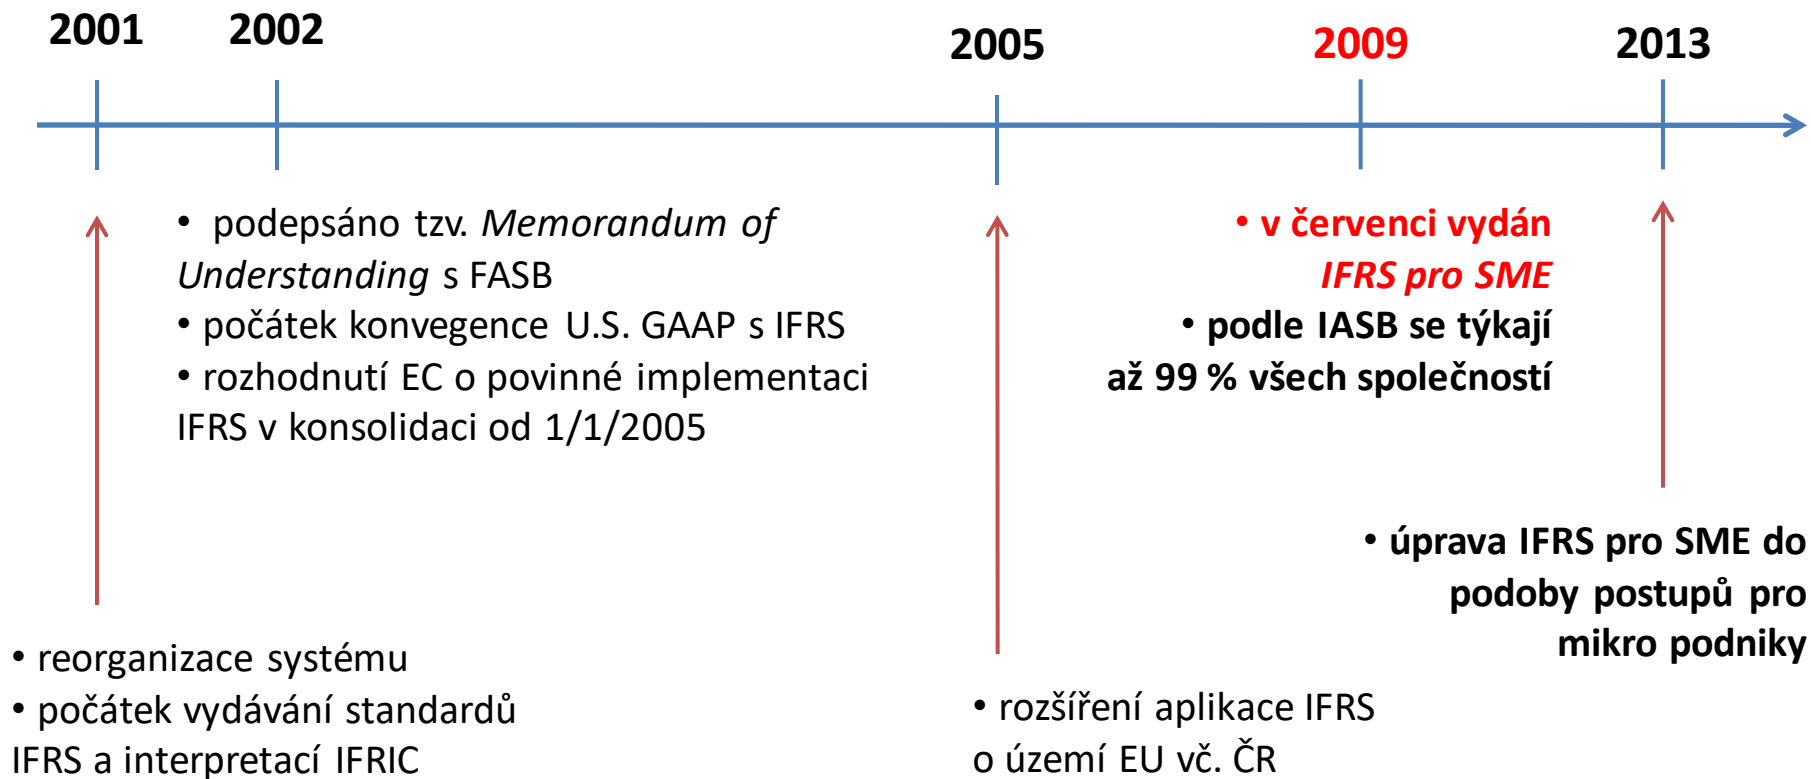 2001
2002
2005
2009
2013
• podepsáno tzv. Memorandum of
Understanding s FASB
• počátek konvegence U.S. GAAP s IFRS
• rozhodnutí EC o povinné implementaci
IFRS v konsolidaci od 1/1/2005
• v červenci vydán
IFRS pro SME
• podle IASB se týkají
až 99 % všech společností
• úprava IFRS pro SME do
podoby postupů pro
mikro podniky
• reorganizace systému
• počátek vydávání standardů
IFRS a interpretací IFRIC
• rozšíření aplikace IFRS
o území EU vč. ČR